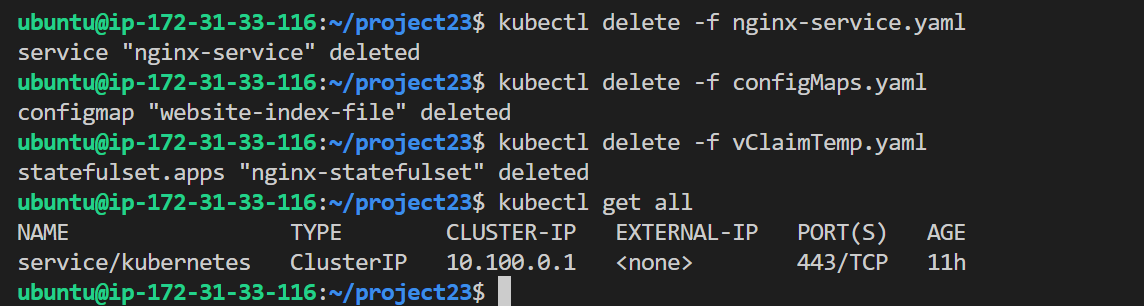 ubuntu@ip-172-31-33-116:~/project23$ kubectl delete -f nginx-service.yaml
service "nginx-service" deleted
ubuntu@ip-172-31-33-116:~/project23$ kubectl delete -f configMaps.yaml
configmap "website-index-file" deleted
ubuntu@ip-172-31-33-116:~/project23$ kubectl delete -f vClaimTemp.yaml
statefulset.apps "nginx-statefulset" deleted
ubuntu@ip-172-31-33-116:~/project23$ kubectl get all
NAME                 TYPE        CLUSTER-IP   EXTERNAL-IP   PORT(S)   AGE
service/kubernetes   ClusterIP   10.100.0.1   <none>        443/TCP   11h
ubuntu@ip-172-31-33-116:~/project23$